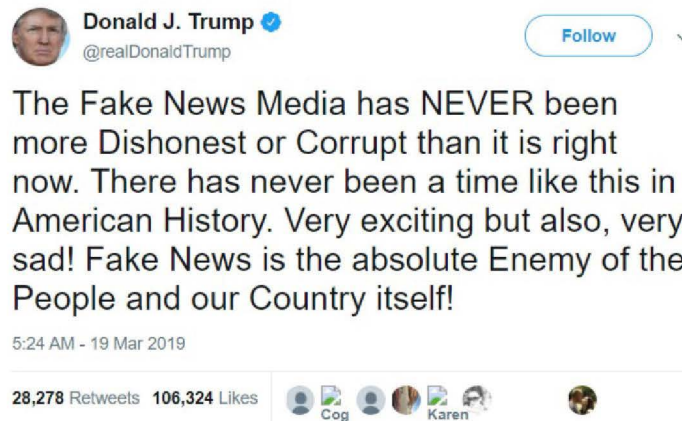 Donald J. Trump
@realDonaldTrump
Follow
The Fake News Media has NEVER been
more Dishonest or Corrupt than it is right
now. There has never been a time like this in
American History. Very exciting but also, very
sad! Fake News is the absolute Enemy of the
People and our Country itself!
5:24 AM - 19 Mar 2019
28,278 Retweets 106,324 Likes
Cog Karen